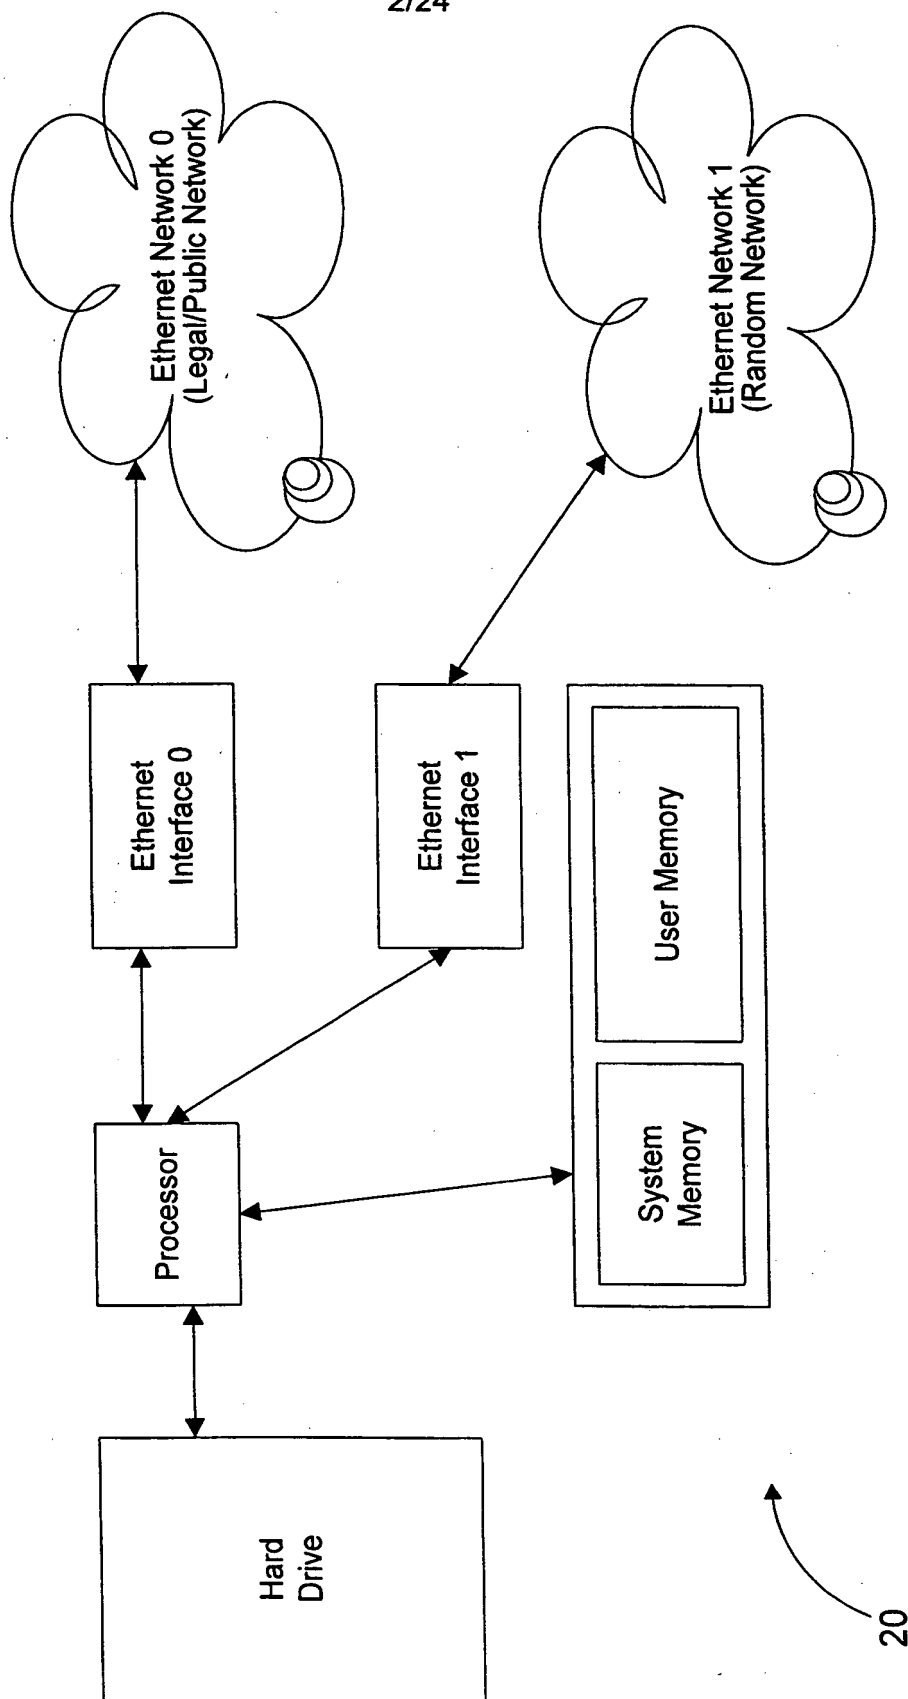 2/24
Hard
Drive
Processor
Ethernet
Interface 0
Ethernet Network 0
(Legal/Public Network)
Ethernet
Interface 1
Ethernet Network 1
(Random Network)
System
Memory
User Memory
20